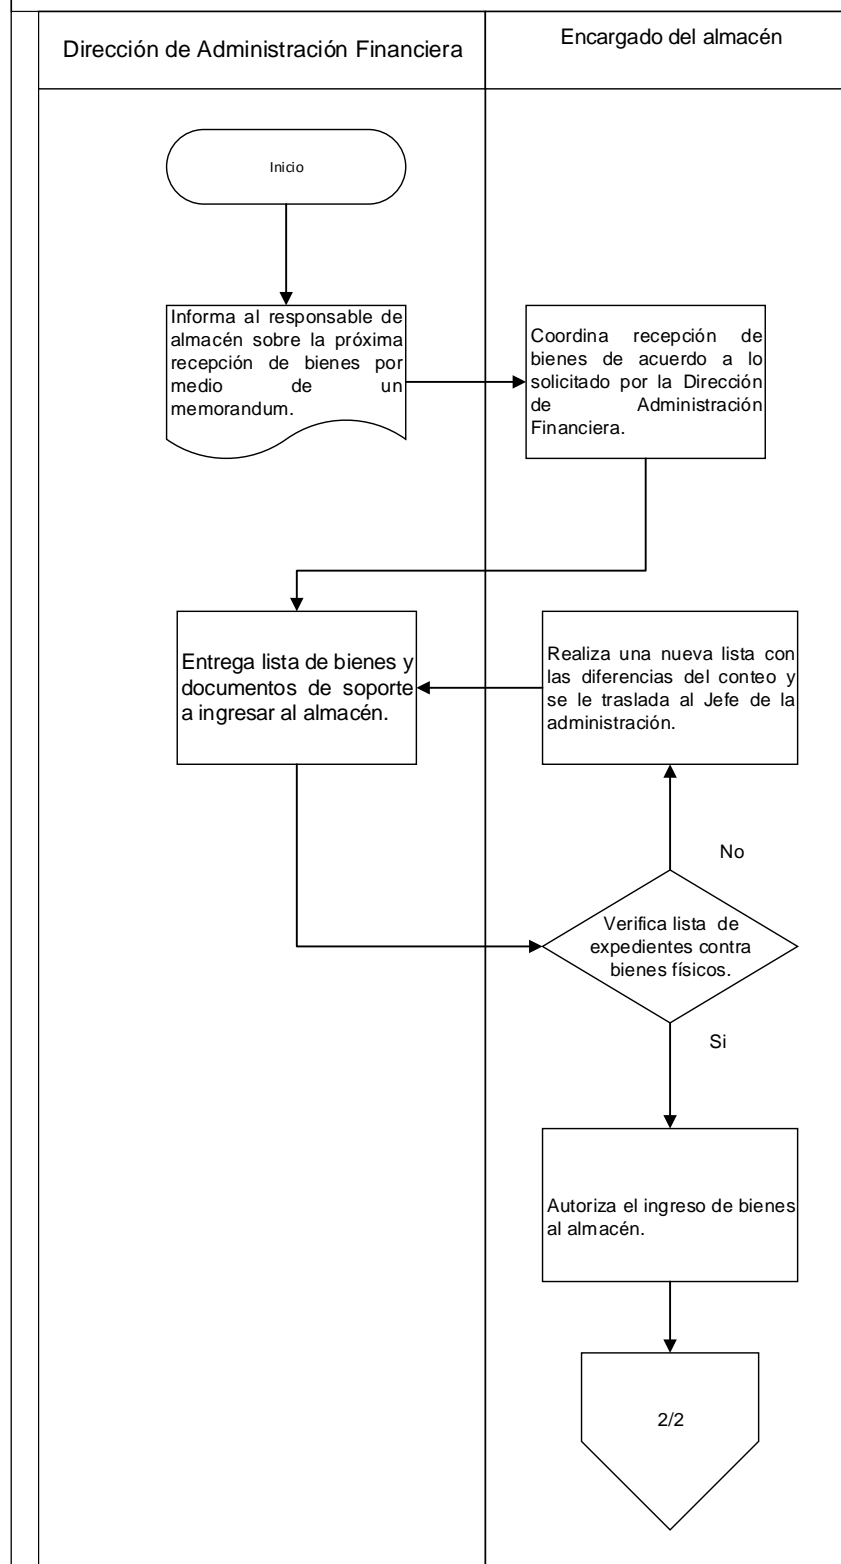 Dirección de Administración Financiera
Encargado del almacén
Inicio
Informa al responsable de
almacén sobre la próxima
recepción de bienes por
medio de un
memorandum.
Coordina recepción de
bienes de acuerdo a lo
solicitado por la Dirección
de Administración
Financiera.
Entrega lista de bienes y
documentos de soporte
a ingresar al almacén.
Realiza una nueva lista con
las diferencias del conteo y
se le traslada al Jefe de la
administración.
No
Verifica lista de
expedientes contra
bienes físicos.
Si
Autoriza el ingreso de bienes
al almacén.
2/2